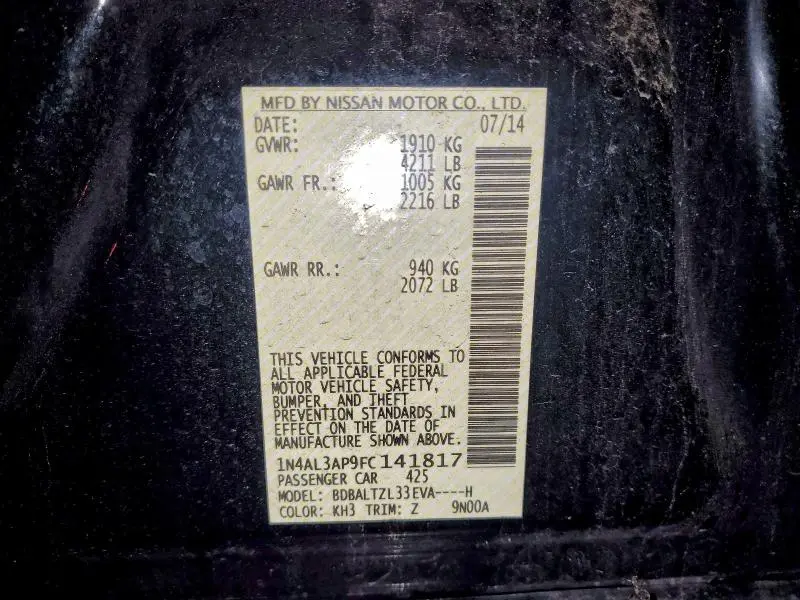 MFD BY NISSAN MOTOR CO., LTD.
DATE: 07/14
GVWR: 1910 KG
4211 LB
GAWR FR.: 1005 KG
2216 LB
GAWR RR.: 940 KG
2072 LB
THIS VEHICLE CONFORMS TO
ALL APPLICABLE FEDERAL
MOTOR VEHICLE SAFETY,
BUMPER, AND THEFT
PREVENTION STANDARDS IN
EFFECT ON THE DATE OF
MANUFACTURE SHOWN ABOVE.
1N4AL3AP9FC141817
PASSENGER CAR 425
MODEL: BDBALTZL33EVA----H
COLOR: KH3 TRIM: Z 9N00A